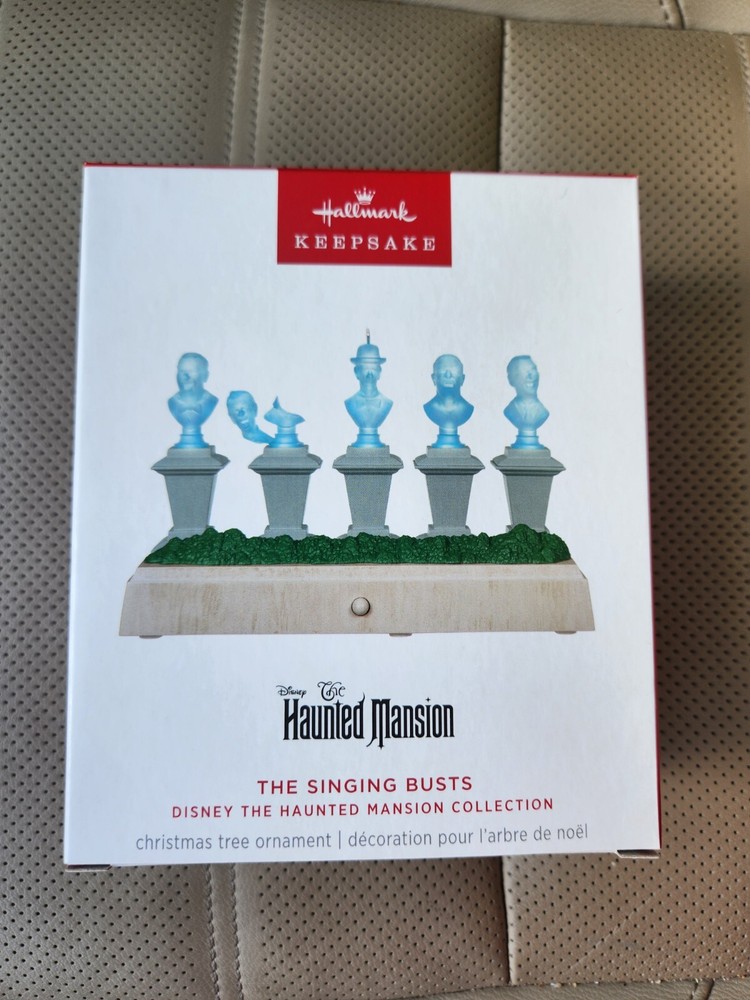 Hallmark
KEEPSAKE
Disney The
Haunted Mansion
THE SINGING BUSTS
DISNEY THE HAUNTED MANSION COLLECTION
christmas tree ornament | décoration pour l'arbre de noël